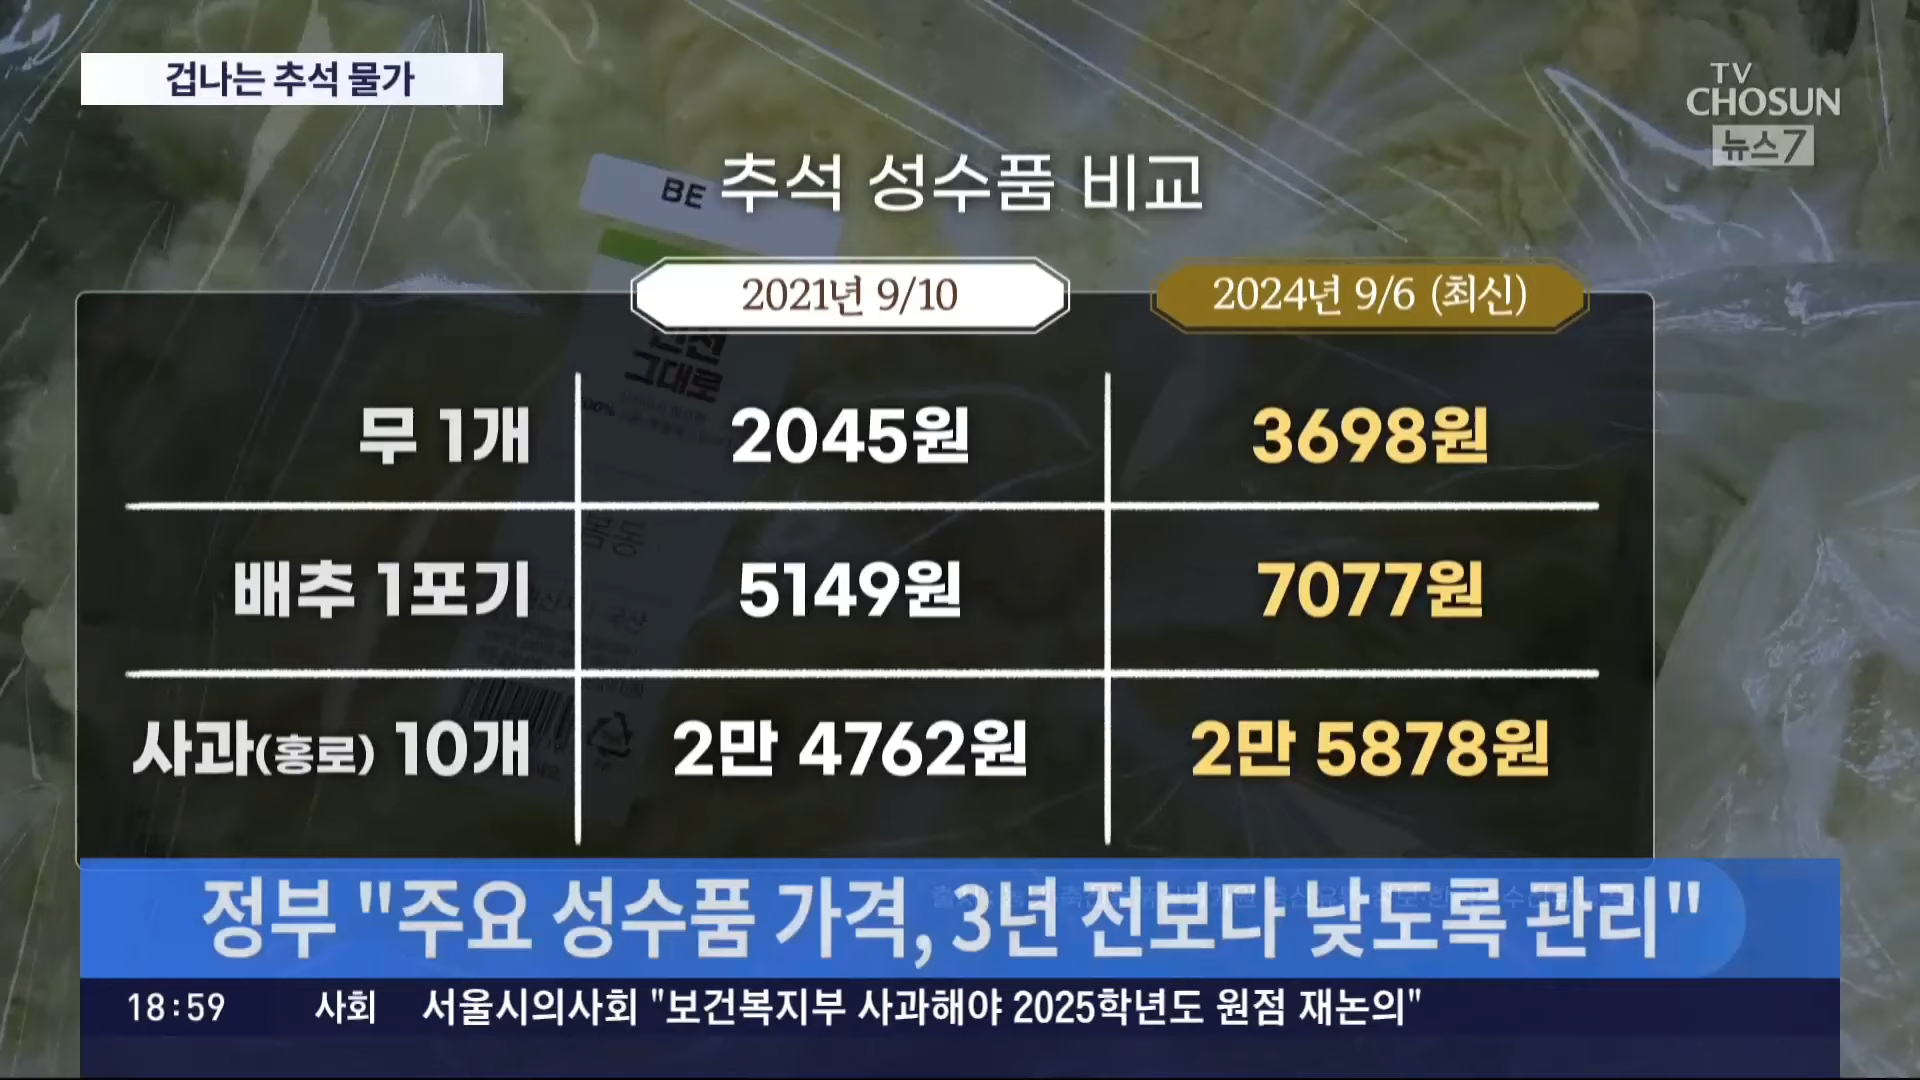 겁나는 추석 물가
TV
CHOSUN
뉴스7
BE
추석 성수품 비교
2021년 9/10
2024년 9/6 (최신)
그대로
무 1개
2045원
3698원
배추 1포기
5149원
7077원
사과(홍로) 10개
2만 4762원
2만 5878원
정부 "주요 성수품 가격, 3년 전보다 낮도록 관리"
18:59 사회 서울시의사회 "보건복지부 사과해야 2025학년도 원점 재논의"